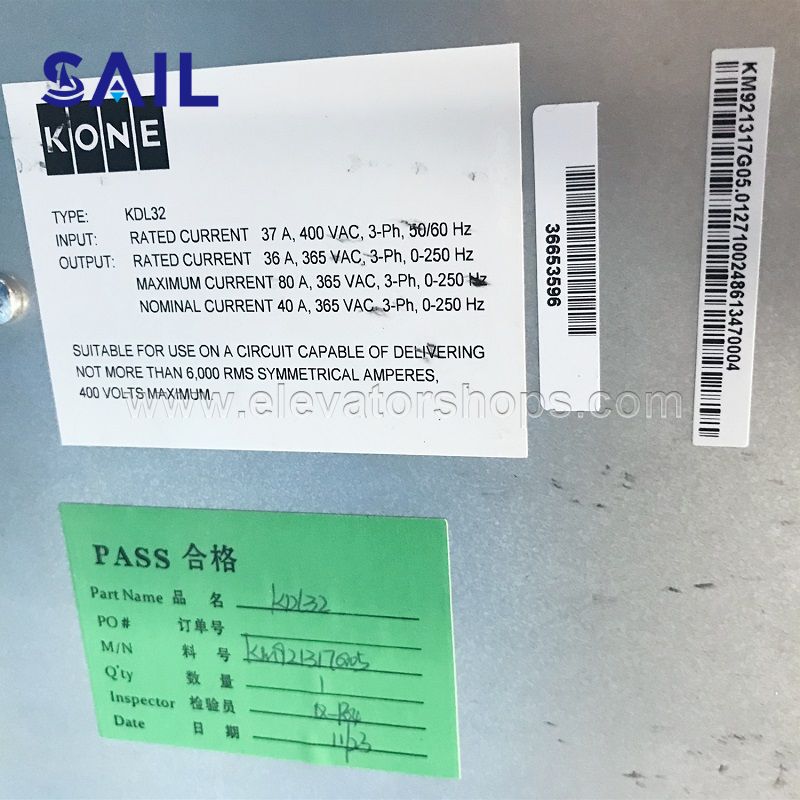 SAIL
KONE
TYPE: KDL32
INPUT: RATED CURRENT 37 A, 400 VAC, 3-Ph, 50/60 Hz
OUTPUT: RATED CURRENT 36 A, 365 VAC, 3-Ph, 0-250 Hz
MAXIMUM CURRENT 80 A, 365 VAC, 3-Ph, 0-250 Hz
NOMINAL CURRENT 40 A, 365 VAC, 3-Ph, 0-250 Hz
SUITABLE FOR USE ON A CIRCUIT CAPABLE OF DELIVERING
NOT MORE THAN 6,000 RMS SYMMETRICAL AMPERES,
400 VOLTS MAXIMUM.
36653596
KM921317G05.0127100248613470004
www.elevatorshops.com
PASS 合格
Part Name 品 名 KDL32
PO# 订单号
M/N 料 号 KM921317G05
Q'ty 数 量 1
Inspector 检验员
Date 日 期 11/23